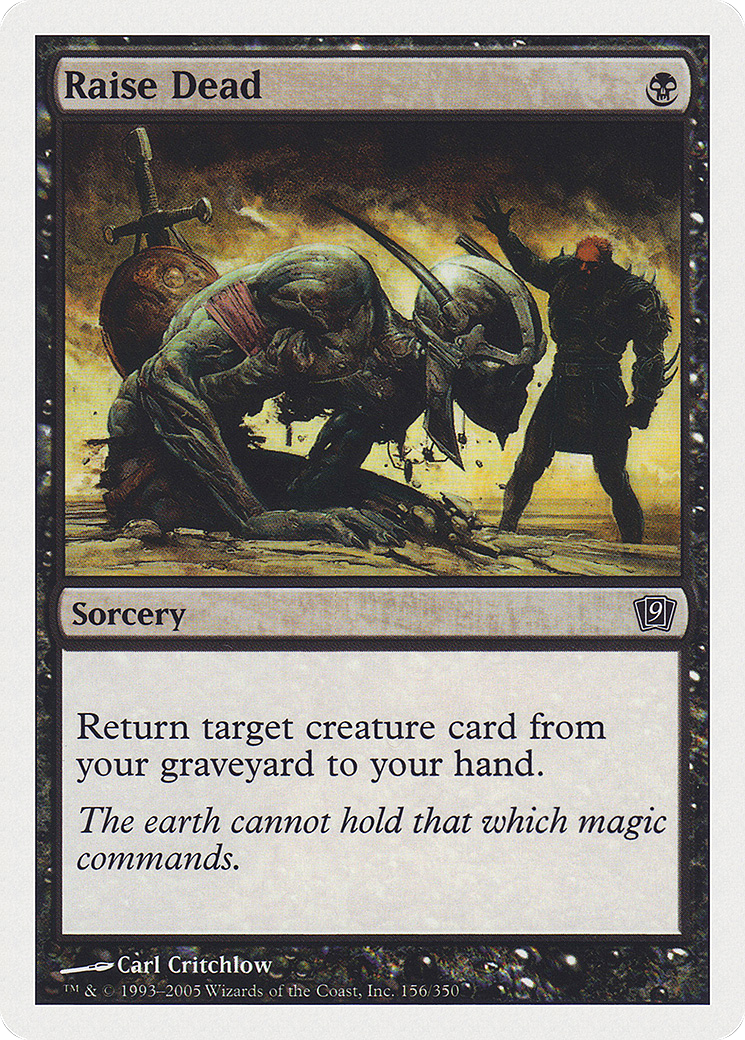 Raise Dead
Sorcery
9
Return target creature card from
your graveyard to your hand.
The earth cannot hold that which magic
commands.
Carl Critchlow
™ & © 1993–2005 Wizards of the Coast, Inc. 156/350